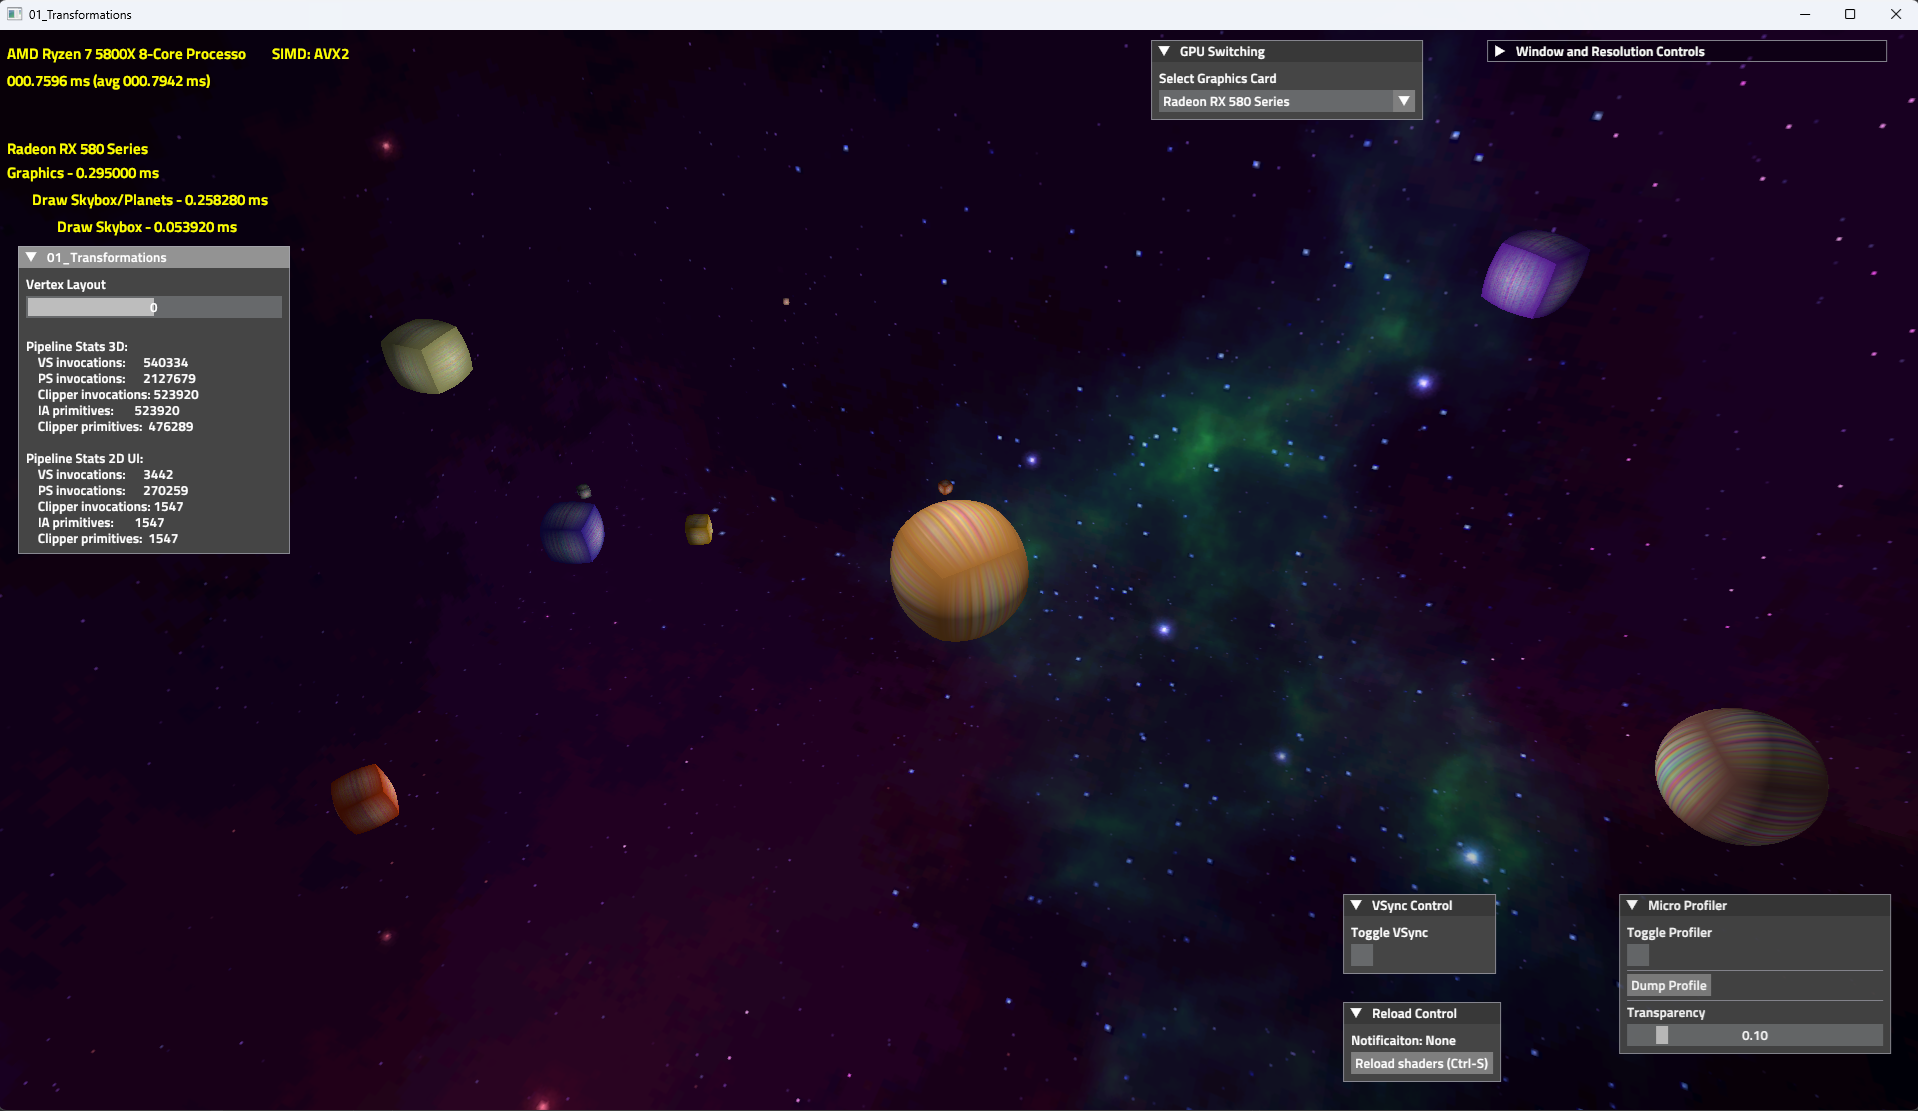 01_Transformations
AMD Ryzen 7 5800X 8-Core Processo SIMD: AVX2
000.7596 ms (avg 000.7942 ms)
Radeon RX 580 Series
Graphics - 0.295000 ms
Draw Skybox/Planets - 0.258280 ms
Draw Skybox - 0.053920 ms
01_Transformations
Vertex Layout
0
Pipeline Stats 3D:
VS invocations: 540334
PS invocations: 2127679
Clipper invocations: 523920
IA primitives: 523920
Clipper primitives: 476289
Pipeline Stats 2D UI:
VS invocations: 3442
PS invocations: 270259
Clipper invocations: 1547
IA primitives: 1547
Clipper primitives: 1547
GPU Switching
Select Graphics Card
Radeon RX 580 Series
Window and Resolution Controls
VSync Control
Toggle VSync
Reload Control
Notificaiton: None
Reload shaders (Ctrl-S)
Micro Profiler
Toggle Profiler
Dump Profile
Transparency
0.10